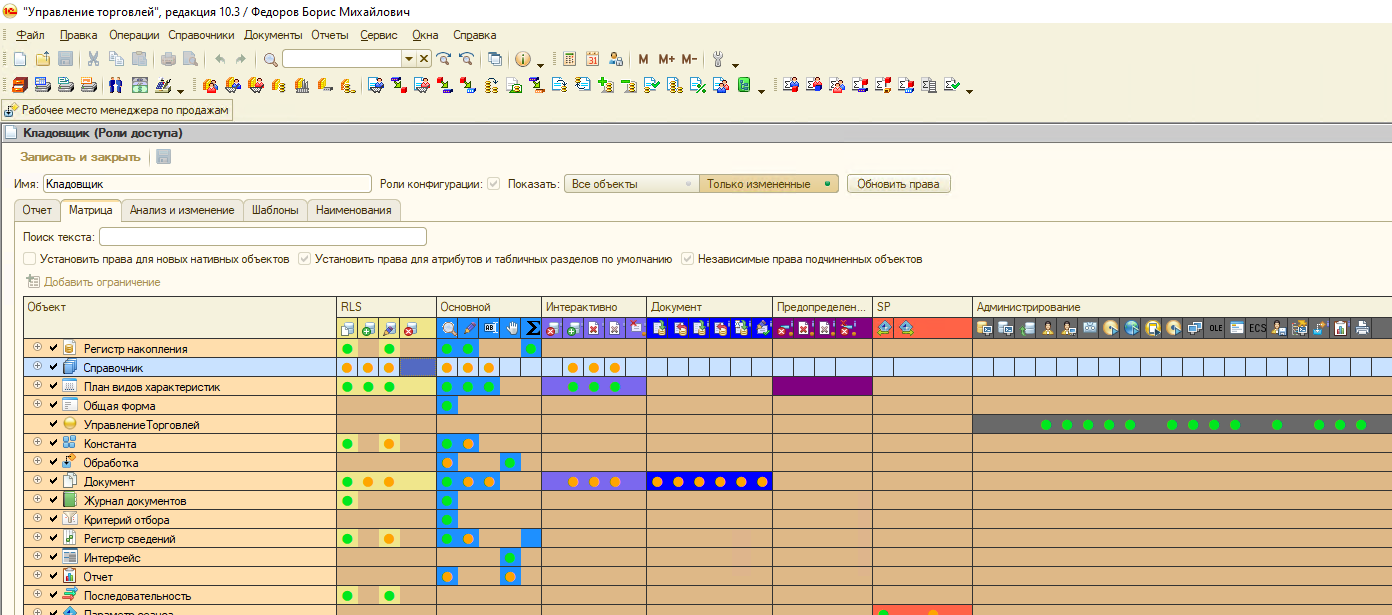 "Управление торговлей", редакция 10.3 / Федоров Борис Михайлович
Файл Правка Операции Справочники Документы Отчеты Сервис Окна Справка
M M+ M-
Рабочее место менеджера по продажам
Кладовщик (Роли доступа)
Записать и закрыть
Имя: Кладовщик Роли конфигурации: Показать: Все объекты Только измененные Обновить права
Отчет Матрица Анализ и изменение Шаблоны Наименования
Поиск текста:
Установить права для новых нативных объектов Установить права для атрибутов и табличных разделов по умолчанию Независимые права подчиненных объектов
Добавить ограничение
Объект RLS Основной Интерактивно Документ Предопределен... SP Администрирование
OLE ECS
Регистр накопления
Справочник
План видов характеристик
Общая форма
УправлениеТорговлей
Константа
Обработка
Документ
Журнал документов
Критерий отбора
Регистр сведений
Интерфейс
Отчет
Последовательность
Параметр сеанса